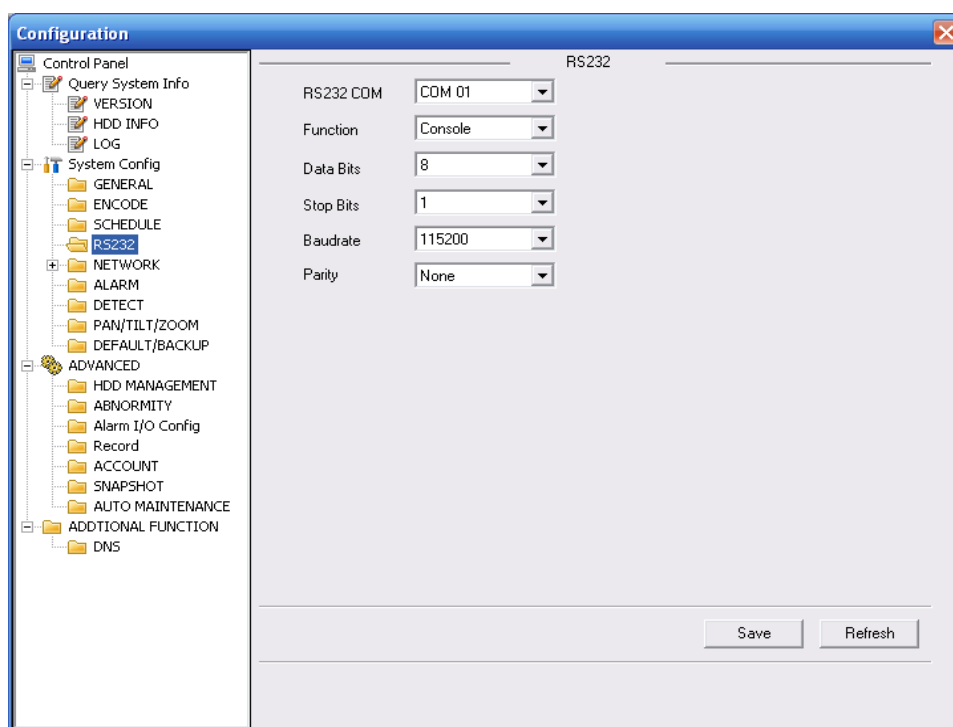 Configuration
Control Panel
Query System Info
VERSION
HDD INFO
LOG
System Config
GENERAL
ENCODE
SCHEDULE
RS232
NETWORK
ALARM
DETECT
PAN/TILT/ZOOM
DEFAULT/BACKUP
ADVANCED
HDD MANAGEMENT
ABNORMITY
Alarm I/O Config
Record
ACCOUNT
SNAPSHOT
AUTO MAINTENANCE
ADDTIONAL FUNCTION
DNS
RS232
RS232 COM COM 01
Function Console
Data Bits 8
Stop Bits 1
Baudrate 115200
Parity None
Save Refresh